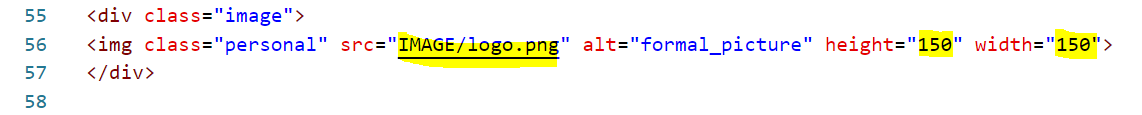 55 <div class="image">
56 <img class="personal" src="IMAGE/logo.png" alt="formal_picture" height="150" width="150">
57 </div>
58